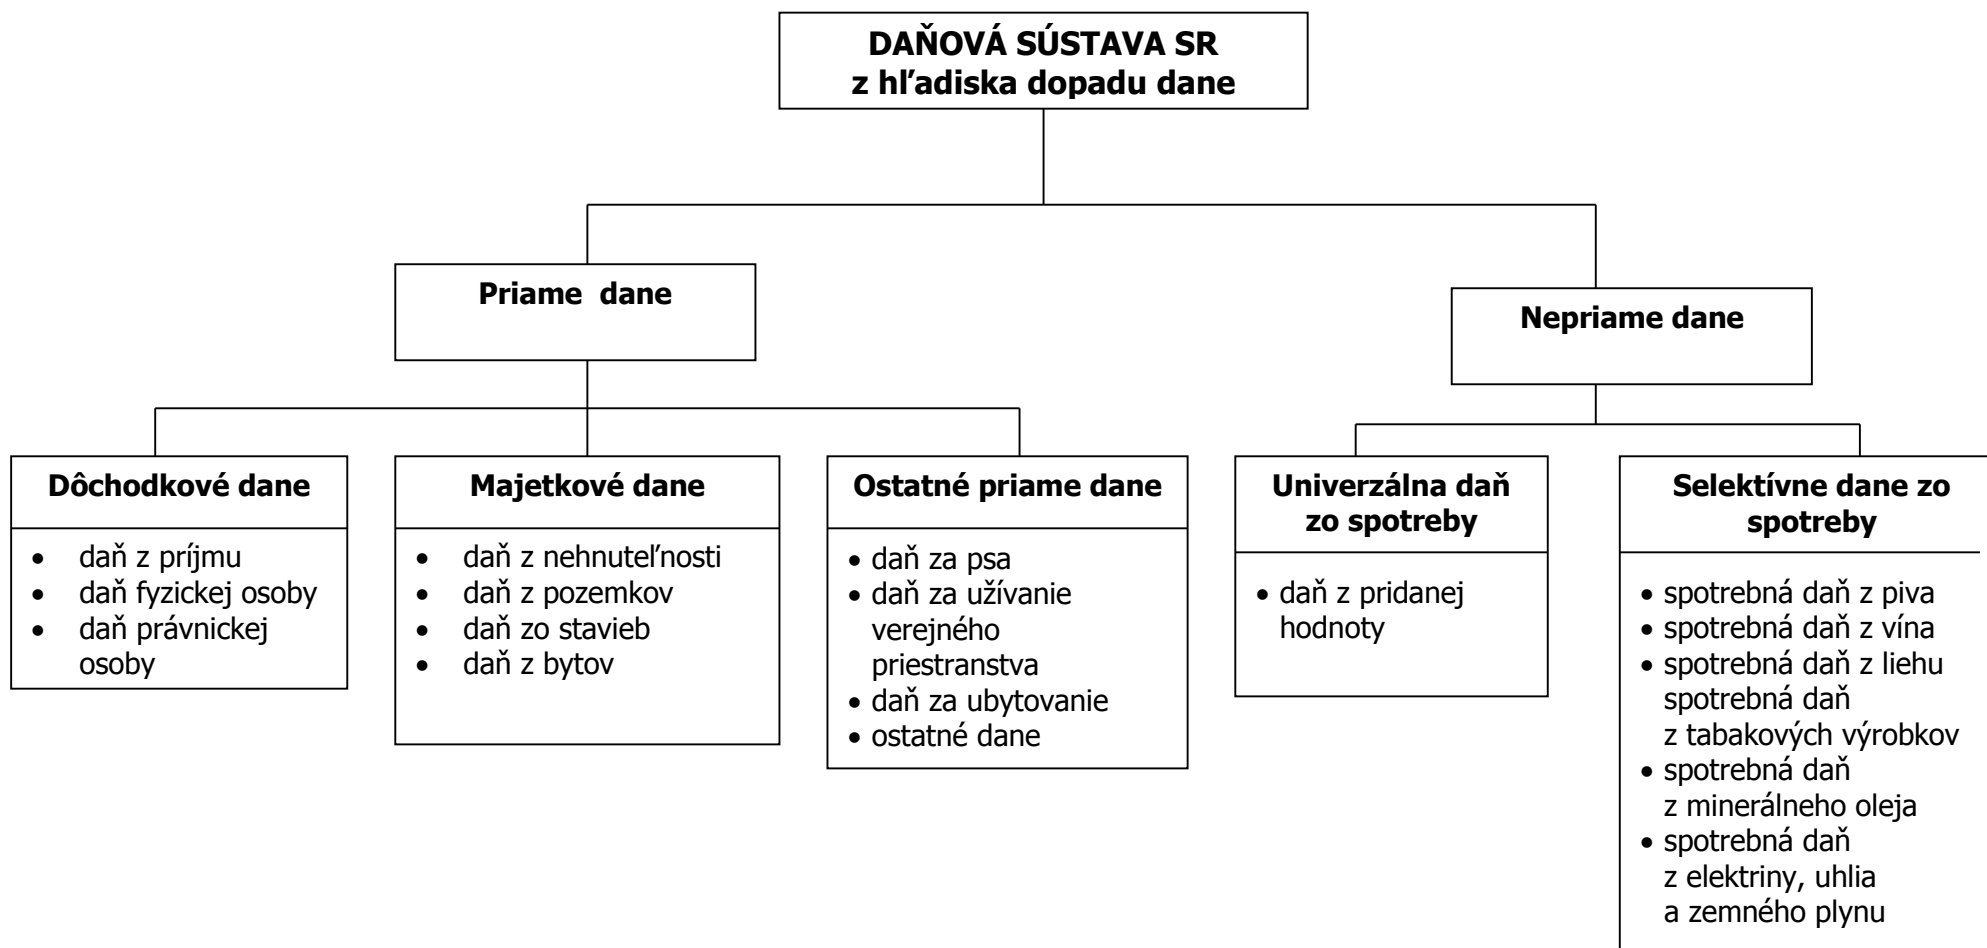 DAŇOVÁ SÚSTAVA SR
z hľadiska dopadu dane
Priame dane
Nepriame dane
Dôchodkové dane
• daň z príjmu
• daň fyzickej osoby
• daň právnickej
osoby
Majetkové dane
• daň z nehnuteľnosti
• daň z pozemkov
• daň zo stavieb
• daň z bytov
Ostatné priame dane
• daň za psa
• daň za užívanie
verejného
priestranstva
• daň za ubytovanie
• ostatné dane
Univerzálna daň
zo spotreby
• daň z pridanej
hodnoty
Selektívne dane zo
spotreby
• spotrebná daň z piva
• spotrebná daň z vína
• spotrebná daň z liehu
spotrebná daň
z tabakových výrobkov
• spotrebná daň
z minerálneho oleja
• spotrebná daň
z elektriny, uhlia
a zemného plynu